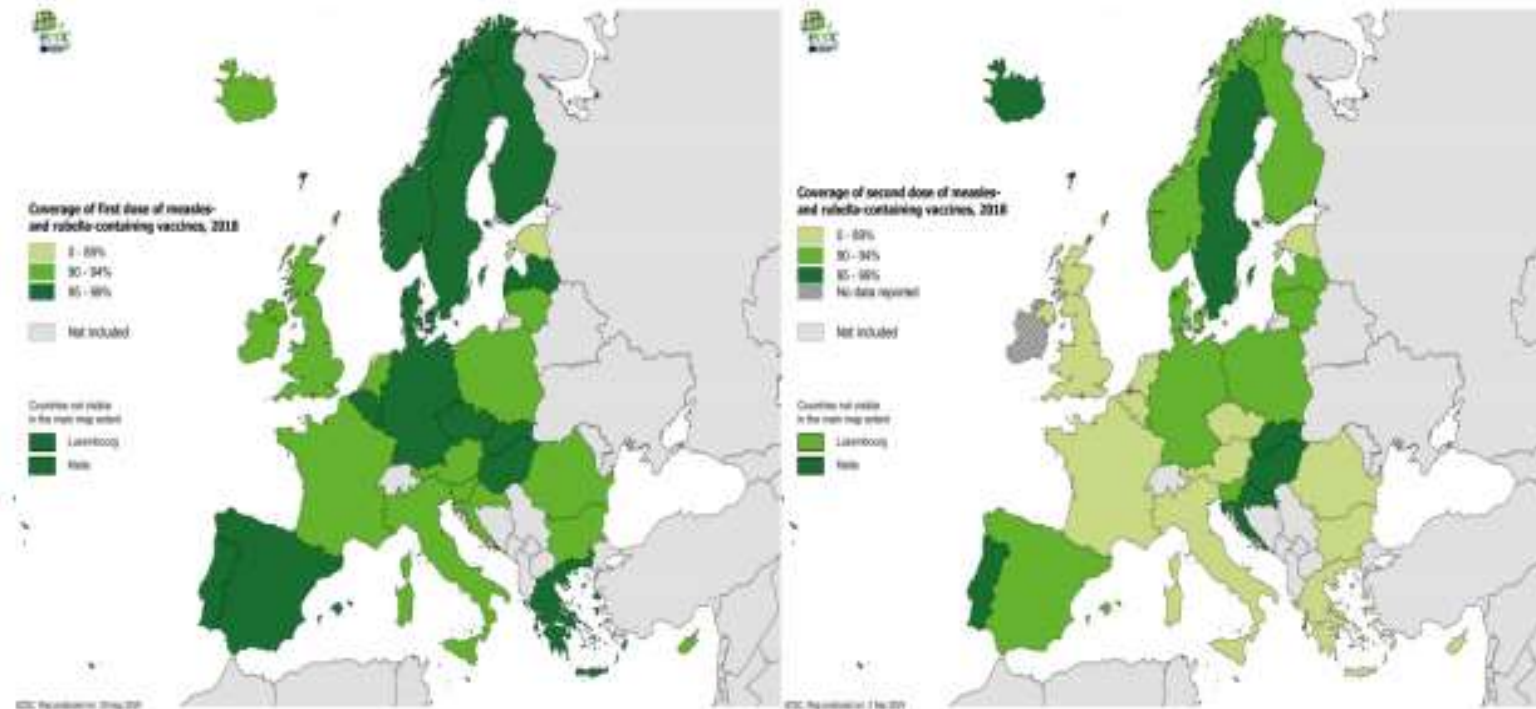 Coverage of first dose of measles-
and rubella-containing vaccines, 2018
0 - 89%
90 - 94%
95 - 99%
Not included
Countries not visible
in the main map extent
Luxembourg
Malta
Coverage of second dose of measles-
and rubella-containing vaccines, 2018
0 - 89%
90 - 94%
95 - 99%
No data reported
Not included
Countries not visible
in the main map extent
Luxembourg
Malta